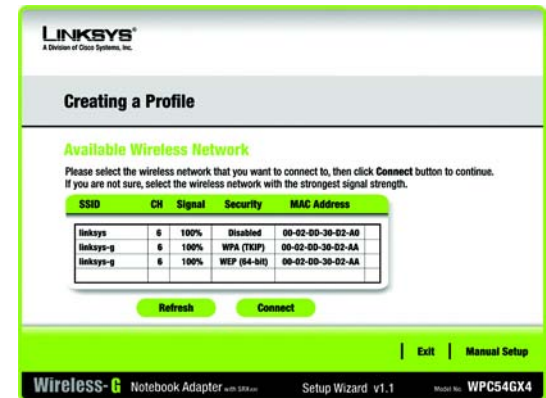 LINKSYS®
A Division of Cisco Systems, Inc.
Creating a Profile
Available Wireless Network
Please select the wireless network that you want to connect to, then click Connect button to continue.
If you are not sure, select the wireless network with the strongest signal strength.
SSID CH Signal Security MAC Address
linksys 6 100% Disabled 00-02-DD-30-D2-A0
linksys-g 6 100% WPA (TKIP) 00-02-DD-30-D2-AA
linksys-g 6 100% WEP (64-bit) 00-02-DD-30-D2-AA
Refresh Connect
Exit Manual Setup
Wireless-G Notebook Adapter with SRX400 Setup Wizard v1.1 Model No. WPC54GX4